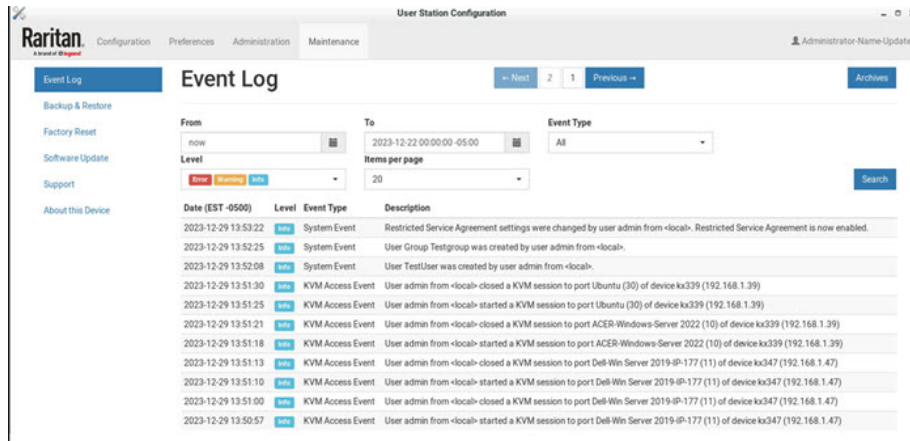 User Station Configuration
Raritan.
A brand of legrand
Configuration Preferences Administration Maintenance
Administrator-Name-Update
Event Log
Backup & Restore
Factory Reset
Software Update
Support
About this Device
Event Log
← Next 2 1 Previous →
Archives
From To Event Type
now 2023-12-22 00:00:00 -05:00 All
Level Items per page
Error Warning Info 20
Search
Date (EST -0500) Level Event Type Description
2023-12-29 13:53:22 Info System Event Restricted Service Agreement settings were changed by user admin from <local>. Restricted Service Agreement is now enabled.
2023-12-29 13:52:25 Info System Event User Group Testgroup was created by user admin from <local>.
2023-12-29 13:52:08 Info System Event User TestUser was created by user admin from <local>.
2023-12-29 13:51:30 Info KVM Access Event User admin from <local> closed a KVM session to port Ubuntu (30) of device kx339 (192.168.1.39)
2023-12-29 13:51:25 Info KVM Access Event User admin from <local> started a KVM session to port Ubuntu (30) of device kx339 (192.168.1.39)
2023-12-29 13:51:21 Info KVM Access Event User admin from <local> closed a KVM session to port ACER-Windows-Server 2022 (10) of device kx339 (192.168.1.39)
2023-12-29 13:51:18 Info KVM Access Event User admin from <local> started a KVM session to port ACER-Windows-Server 2022 (10) of device kx339 (192.168.1.39)
2023-12-29 13:51:13 Info KVM Access Event User admin from <local> closed a KVM session to port Dell-Win Server 2019-IP-177 (11) of device kx347 (192.168.1.47)
2023-12-29 13:51:10 Info KVM Access Event User admin from <local> started a KVM session to port Dell-Win Server 2019-IP-177 (11) of device kx347 (192.168.1.47)
2023-12-29 13:51:00 Info KVM Access Event User admin from <local> closed a KVM session to port Dell-Win Server 2019-IP-177 (11) of device kx347 (192.168.1.47)
2023-12-29 13:50:57 Info KVM Access Event User admin from <local> started a KVM session to port Dell-Win Server 2019-IP-177 (11) of device kx347 (192.168.1.47)